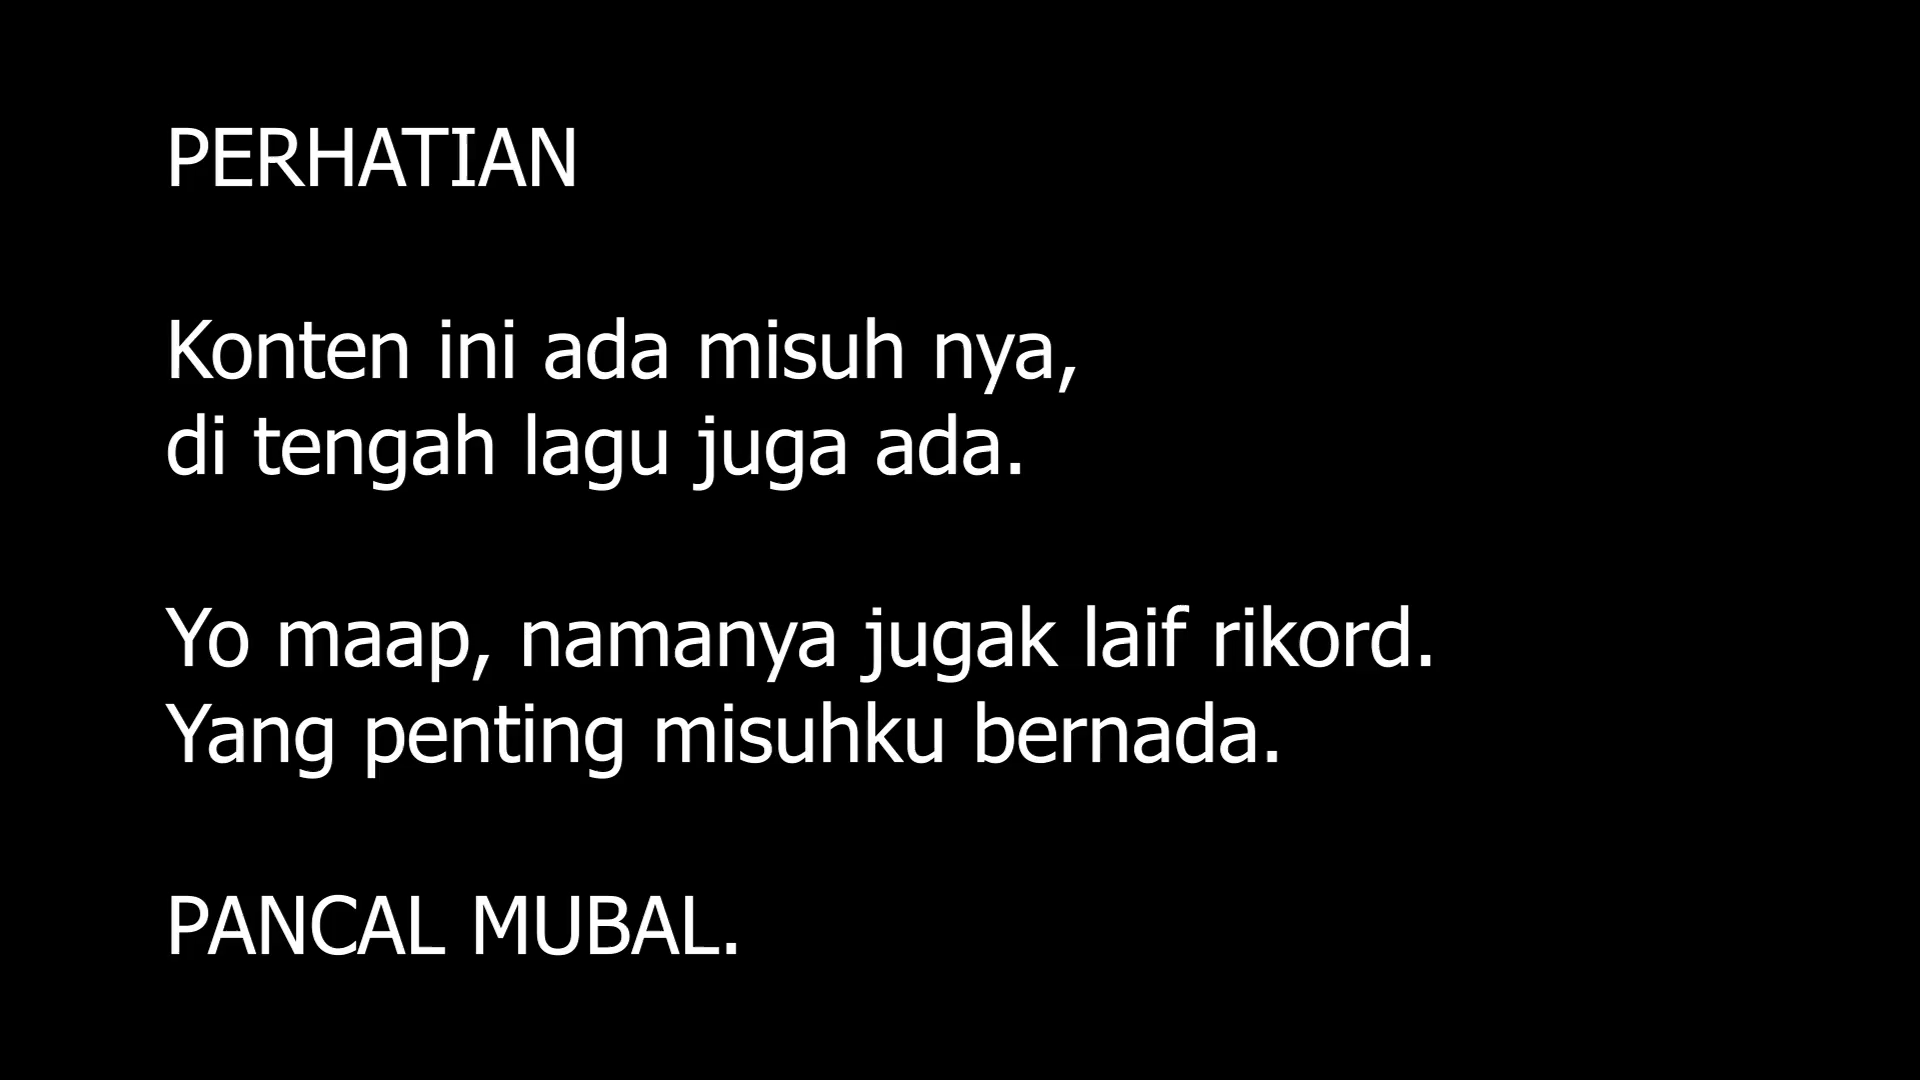 PERHATIAN
Konten ini ada misuh nya,
di tengah lagu juga ada.
Yo maap, namanya jugak laif rikord.
Yang penting misuhku bernada.
PANCAL MUBAL.